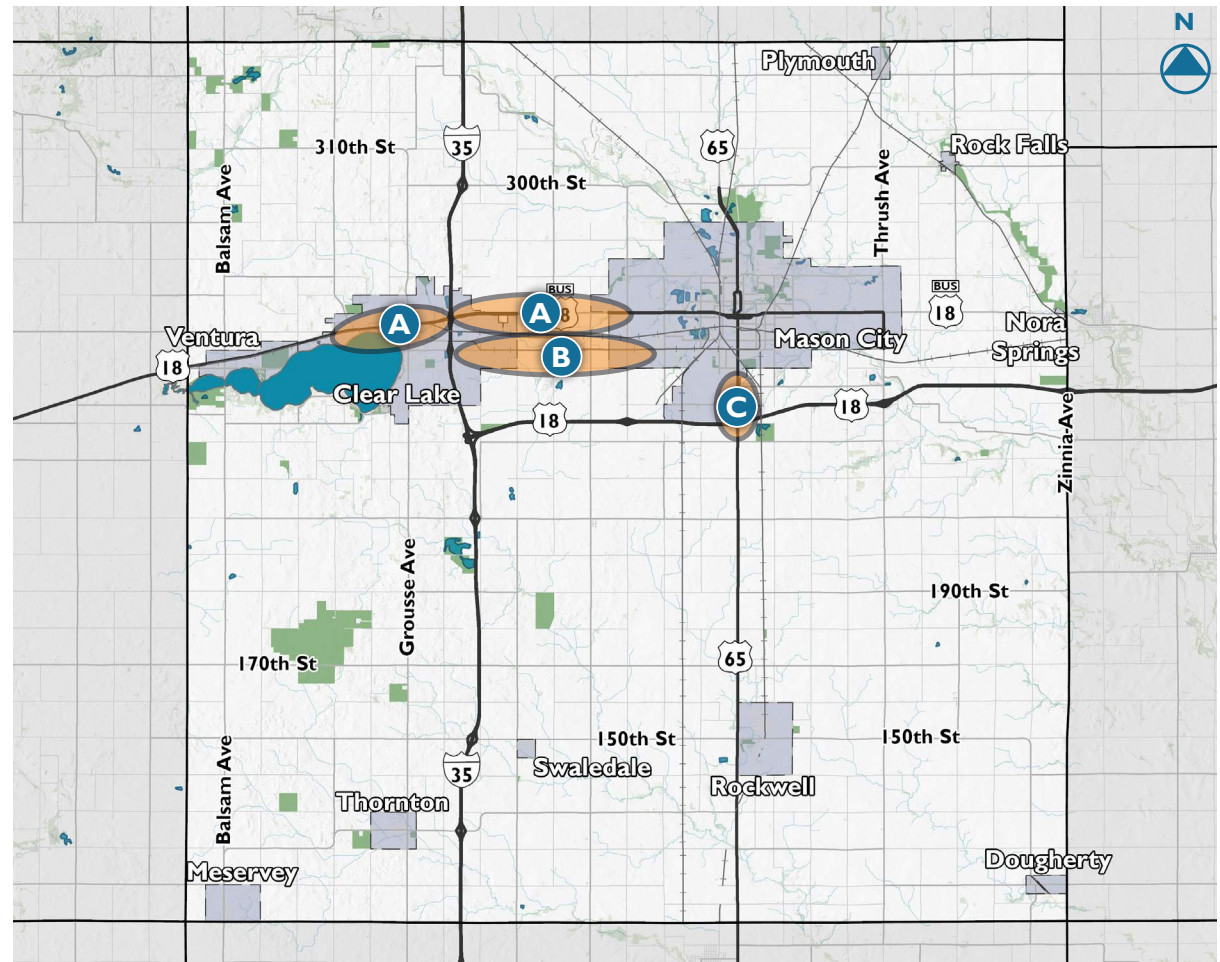 N
Plymouth
35
65
310th St
Rock Falls
300th St
Balsam Ave
Thrush Ave
BUS
18
BUS
18
A
A
Ventura
Nora
Springs
Mason City
B
18
Clear Lake
C
18
18
Zinnia Ave
Grousse Ave
190th St
170th St
65
150th St
150th St
35
Swaledale
Balsam Ave
Rockwell
Thornton
Dougherty
Meservey